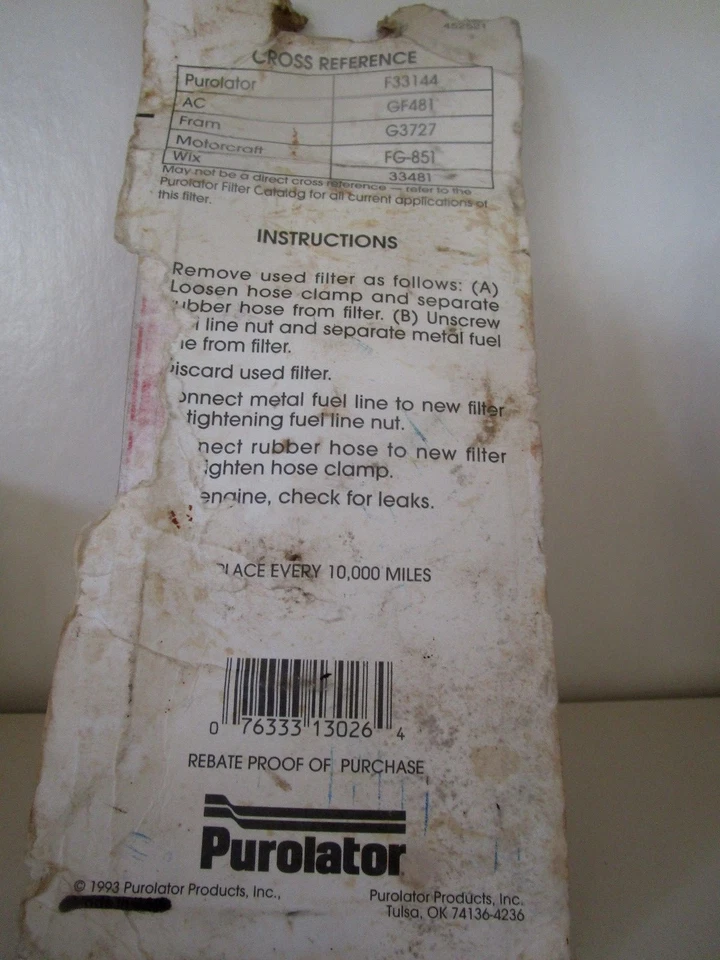 452521
CROSS REFERENCE
Purolator F33144
AC GF481
Fram G3727
Motorcraft FG-851
Wix 33481
May not be a direct cross reference — refer to the
Purolator Filter Catalog for all current applications of
this filter.
INSTRUCTIONS
Remove used filter as follows: (A)
Loosen hose clamp and separate
ubber hose from filter. (B) Unscrew
l line nut and separate metal fuel
ne from filter.
iscard used filter.
onnect metal fuel line to new filter
tightening fuel line nut.
nect rubber hose to new filter
ighten hose clamp.
engine, check for leaks.
LACE EVERY 10,000 MILES
0 76333 13026 4
REBATE PROOF OF PURCHASE
Purolator
© 1993 Purolator Products, Inc.,
Purolator Products, Inc.
Tulsa, OK 74136-4236